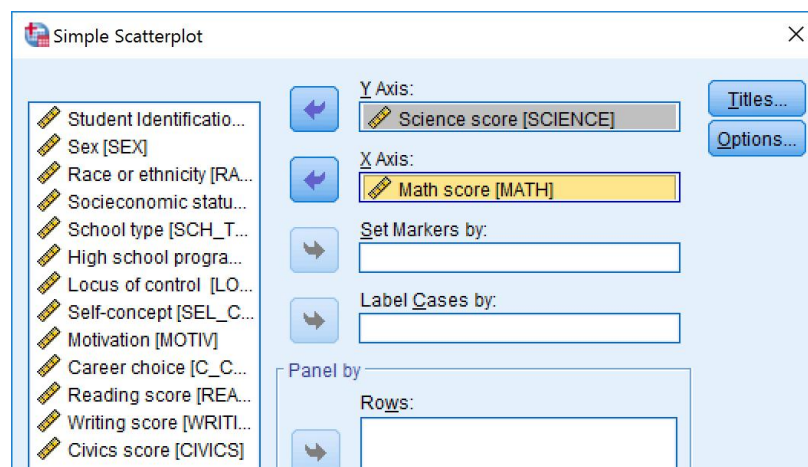 Simple Scatterplot
Student Identificatio...
Sex [SEX]
Race or ethnicity [RA...
Socieconomic statu...
School type [SCH_T...
High school progra...
Locus of control [LO...
Self-concept [SEL_C...
Motivation [MOTIV]
Career choice [C_C...
Reading score [REA...
Writing score [WRITI...
Civics score [CIVICS]
Y Axis:
Science score [SCIENCE]
X Axis:
Math score [MATH]
Set Markers by:
Label Cases by:
Panel by
Rows:
Titles...
Options...